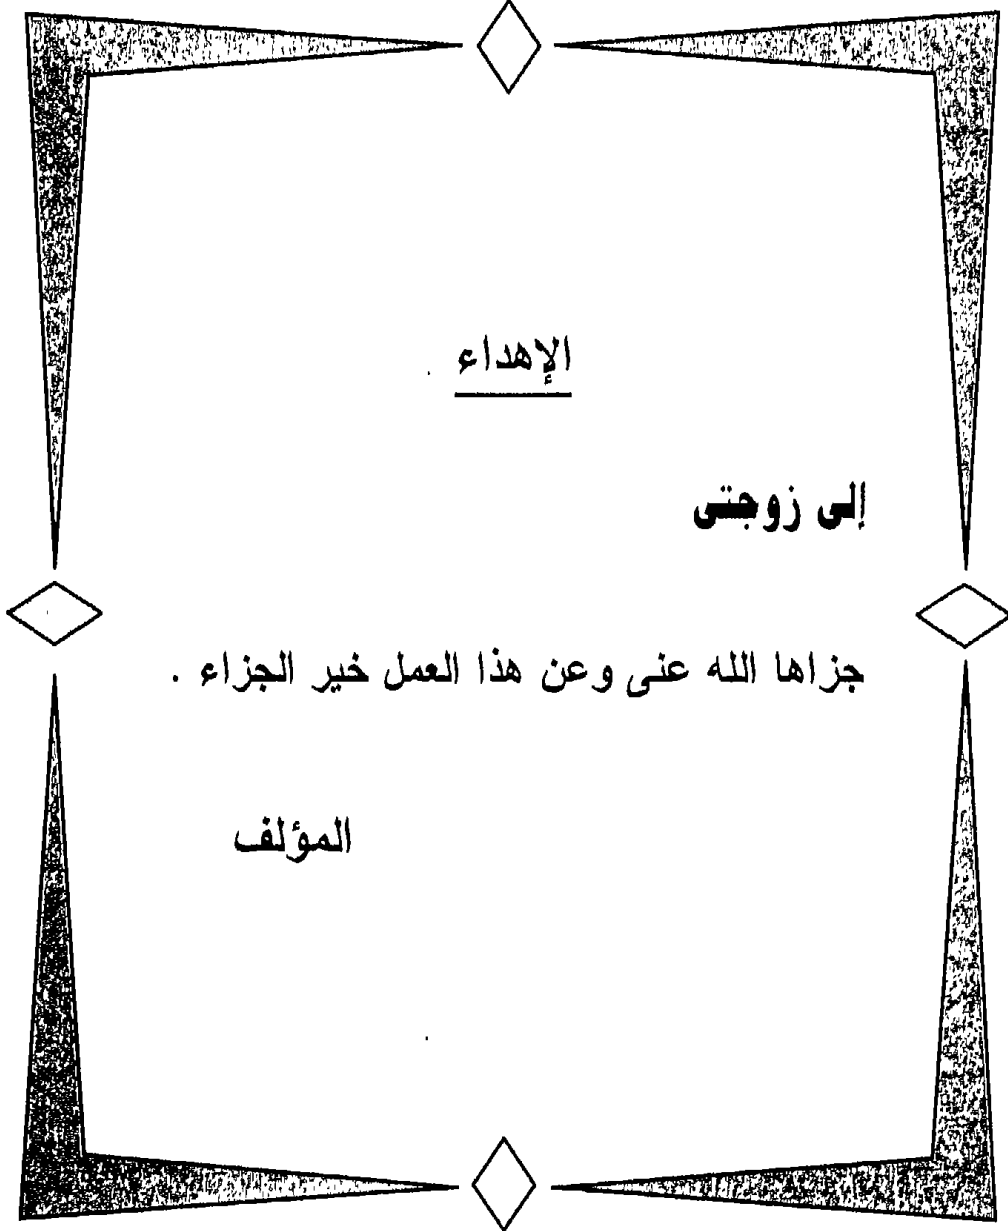 الإهداء
إلى زوجتى
جزاها الله عنى وعن هذا العمل خير الجزاء .
المؤلف